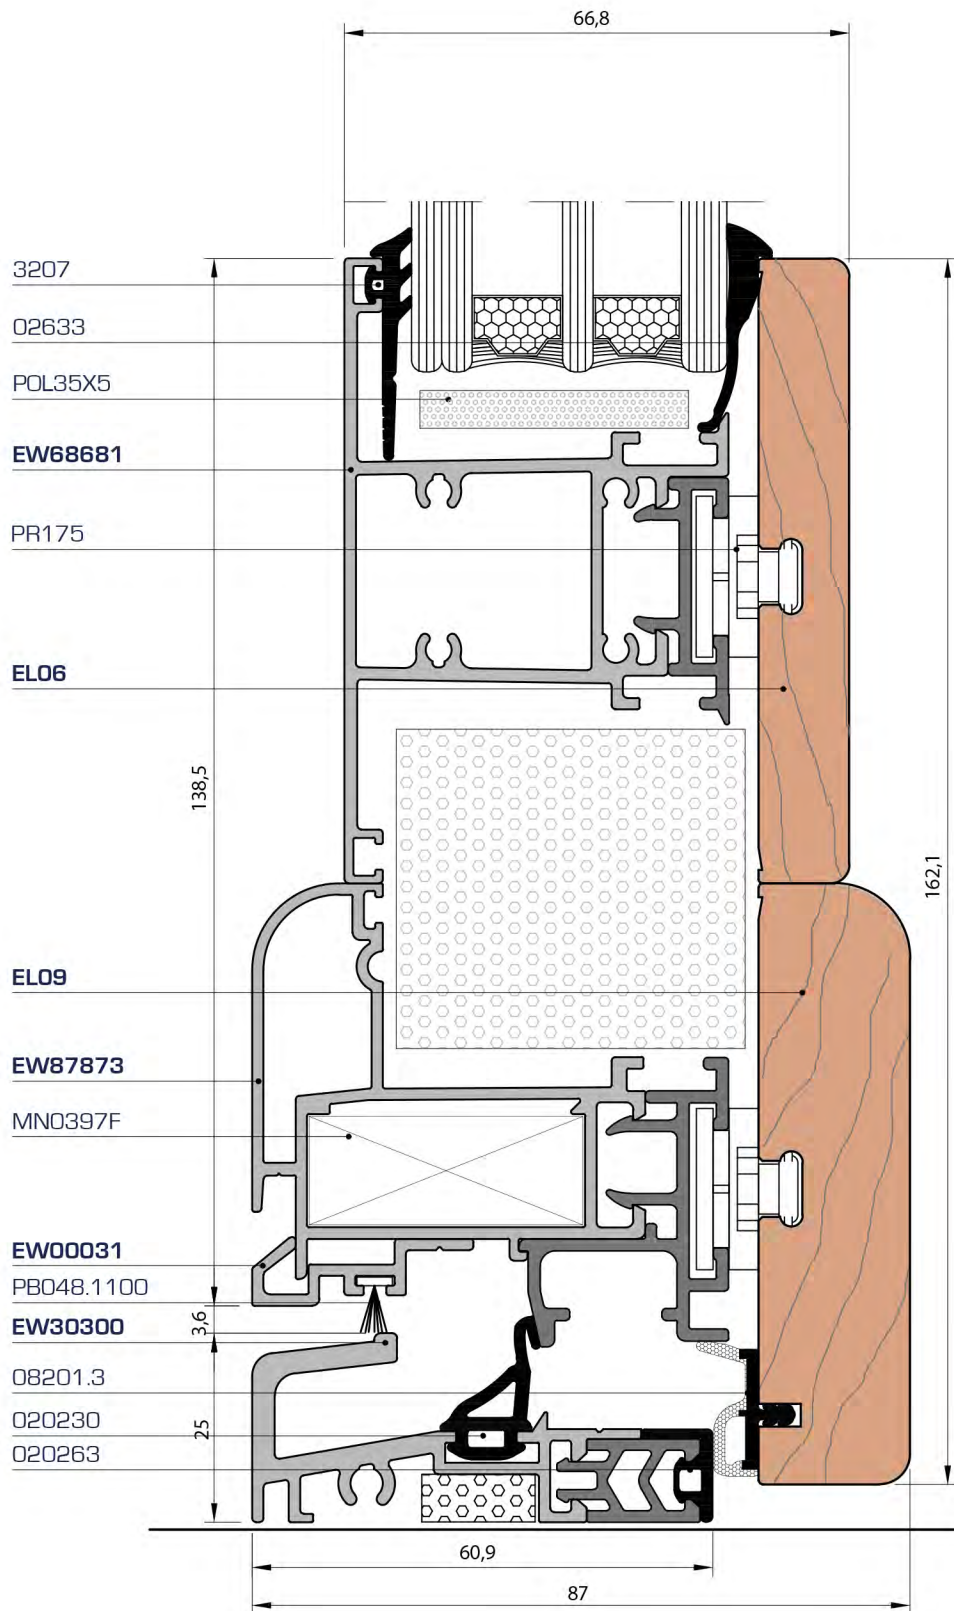 66,8
3207
02633
POL35X5
EW68681
PR175
EL06
138,5
162,1
EL09
EW87873
MN0397F
EW00031
PB048.1100
3,6
EW30300
08201.3
020230
25
020263
60,9
87